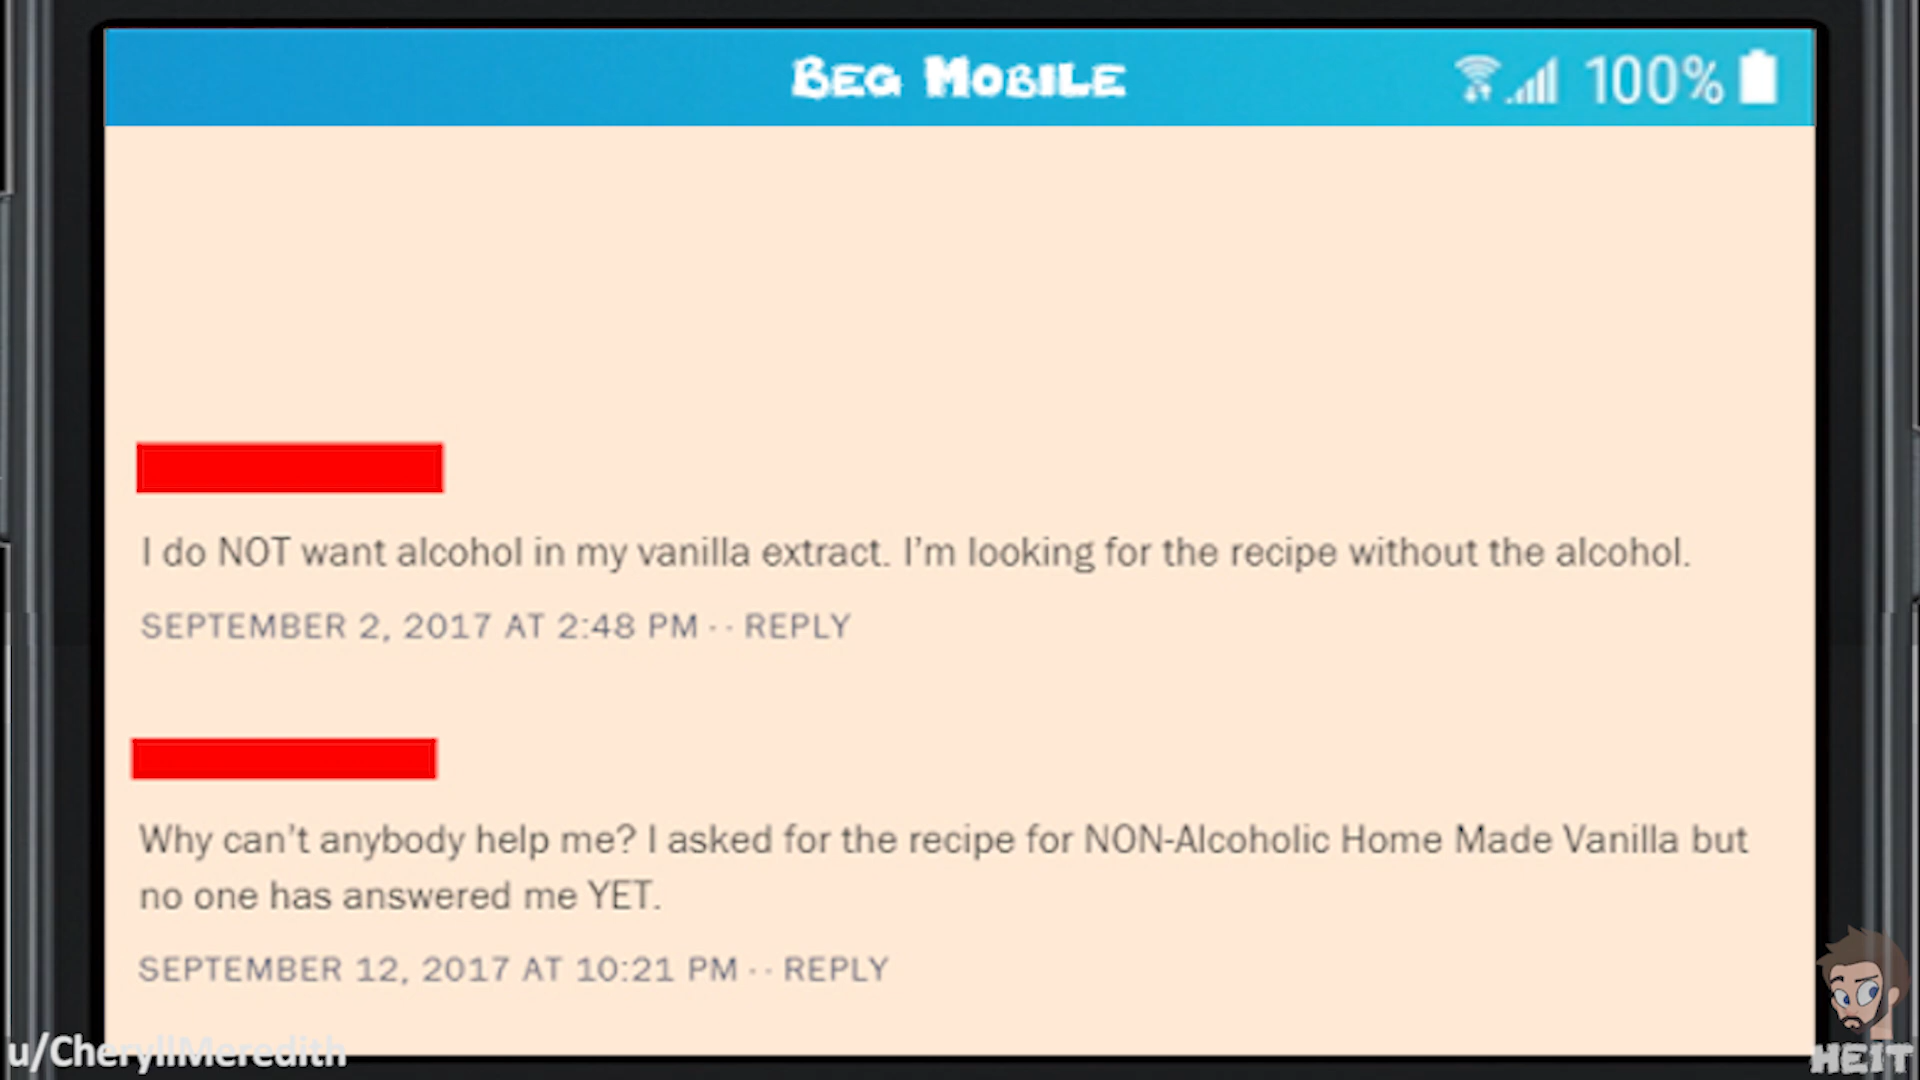 BEG MOBILE
100%
I do NOT want alcohol in my vanilla extract. I'm looking for the recipe without the alcohol.
SEPTEMBER 2, 2017 AT 2:48 PM · · REPLY
Why can't anybody help me? I asked for the recipe for NON-Alcoholic Home Made Vanilla but
no one has answered me YET.
SEPTEMBER 12, 2017 AT 10:21 PM · · REPLY
u/CheryllMeredith
HEIT